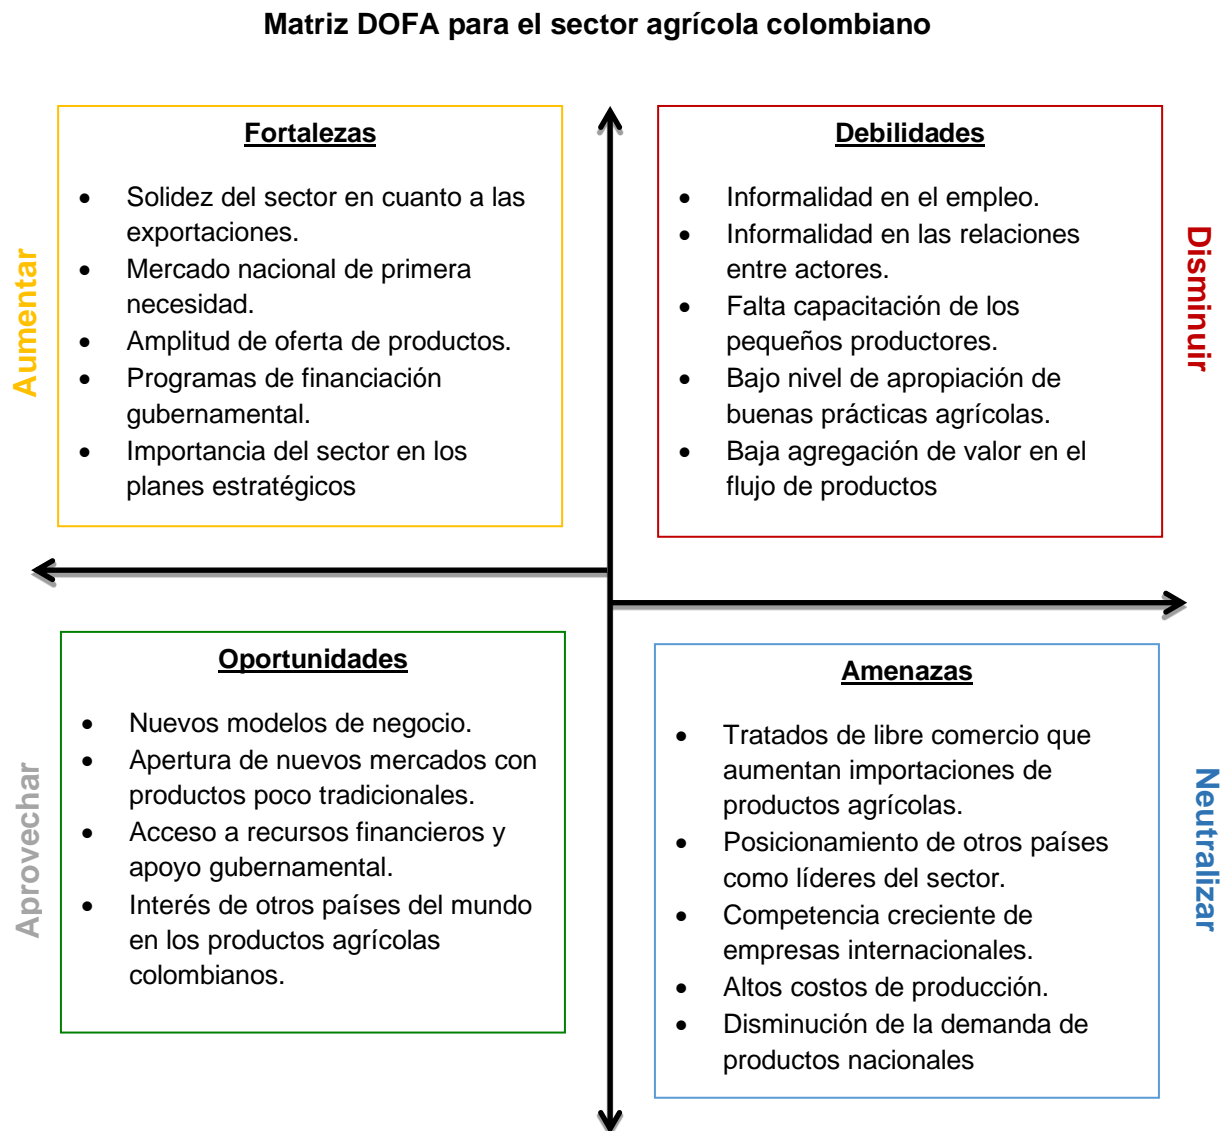 Matriz DOFA para el sector agrícola colombiano
Aumentar
Fortalezas
• Solidez del sector en cuanto a las
exportaciones.
• Mercado nacional de primera
necesidad.
• Amplitud de oferta de productos.
• Programas de financiación
gubernamental.
• Importancia del sector en los
planes estratégicos
Debilidades
• Informalidad en el empleo.
• Informalidad en las relaciones
entre actores.
• Falta capacitación de los
pequeños productores.
• Bajo nivel de apropiación de
buenas prácticas agrícolas.
• Baja agregación de valor en el
flujo de productos
Disminuir
Aprovechar
Oportunidades
• Nuevos modelos de negocio.
• Apertura de nuevos mercados con
productos poco tradicionales.
• Acceso a recursos financieros y
apoyo gubernamental.
• Interés de otros países del mundo
en los productos agrícolas
colombianos.
Amenazas
• Tratados de libre comercio que
aumentan importaciones de
productos agrícolas.
• Posicionamiento de otros países
como líderes del sector.
• Competencia creciente de
empresas internacionales.
• Altos costos de producción.
• Disminución de la demanda de
productos nacionales
Neutralizar